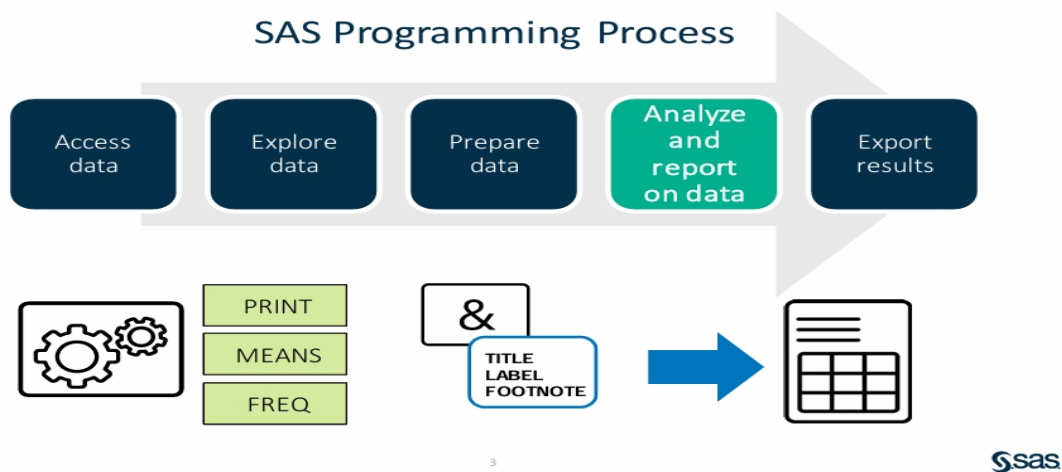 SAS Programming Process
Access
data
Explore
data
Prepare
data
Analyze
and
report
on data
Export
results
PRINT
MEANS
FREQ
&
TITLE
LABEL
FOOTNOTE
3
sas